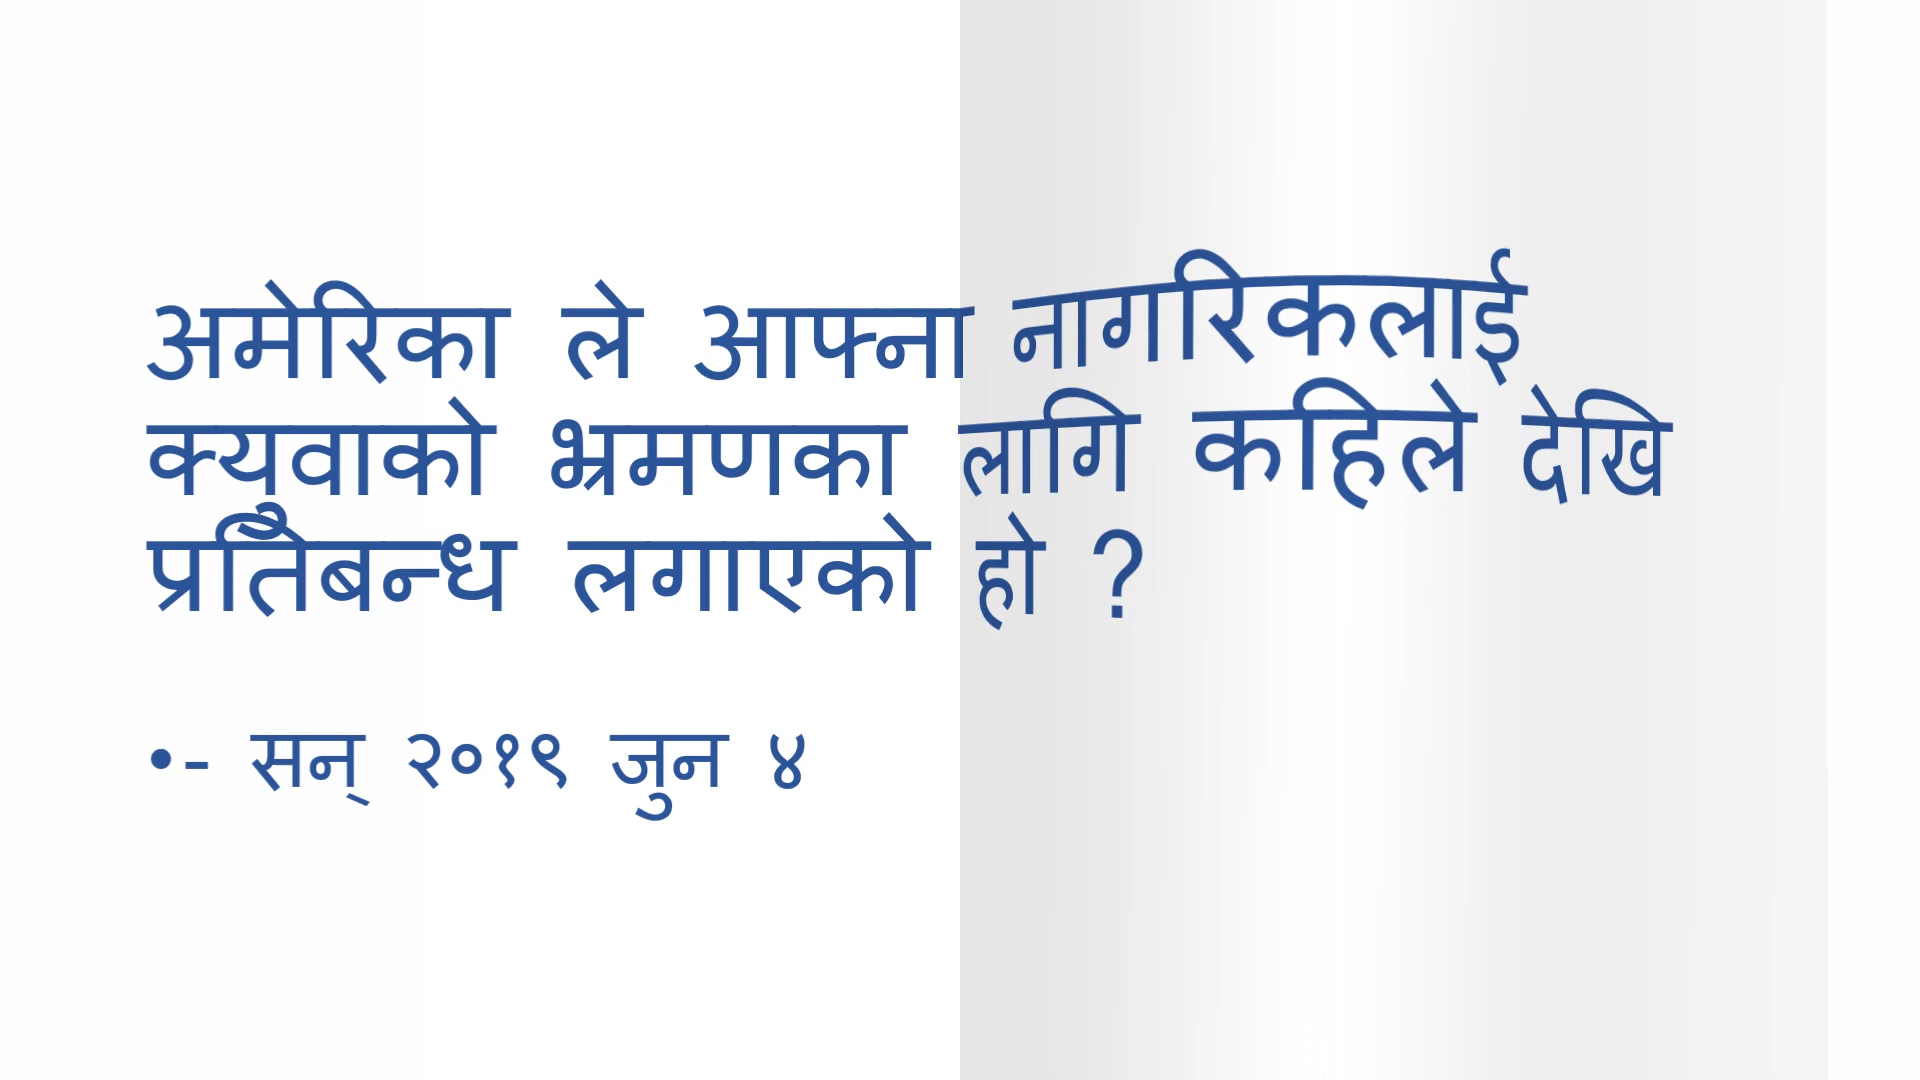 अमेरिका ले आफ्ना नागरिकलाई
क्युवाको भ्रमणका लागि कहिले देखि
प्रतिबन्ध लगाएको हो ?
•- सन् २०१९ जुन ४